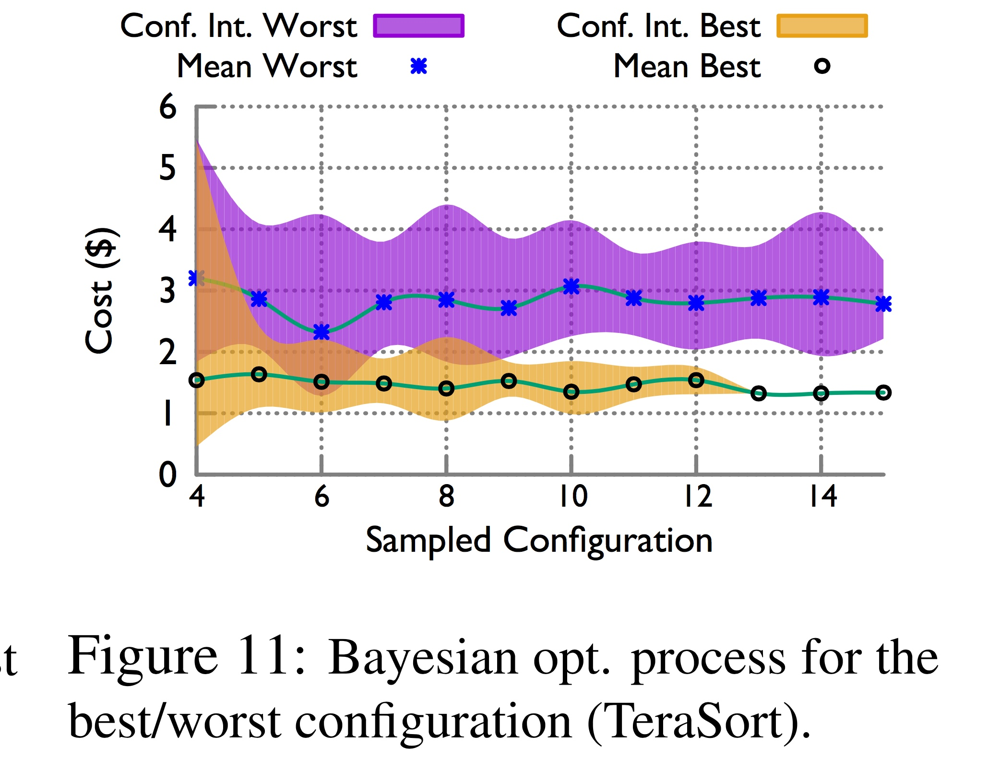 Conf. Int. Worst Conf. Int. Best
Mean Worst Mean Best
6
5
4
3
2
1
0
Cost ($)
4 6 8 10 12 14
Sampled Configuration
st Figure 11: Bayesian opt. process for the
best/worst configuration (TeraSort).